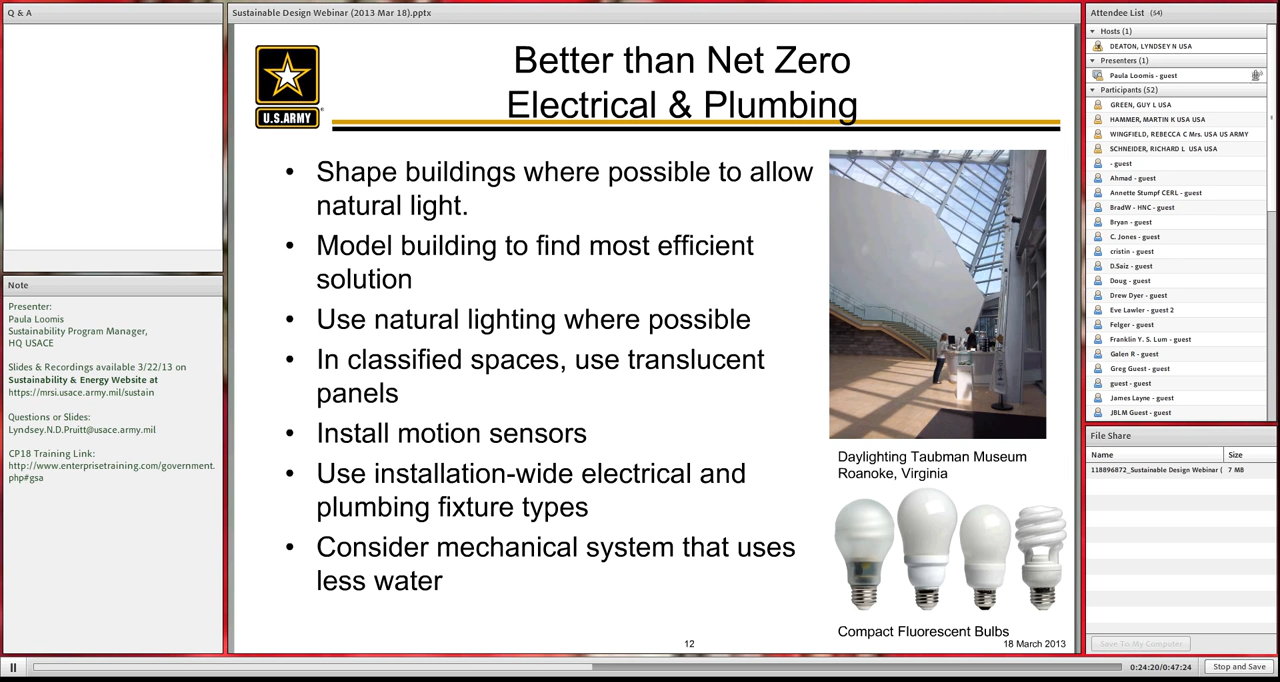 Q & A
Note
Presenter:
Paula Loomis
Sustainability Program Manager,
HQ USACE
Slides & Recordings available 3/22/13 on
Sustainability & Energy Website at
https://mrsi.usace.army.mil/sustain
Questions or Slides:
Lyndsey.N.D.Pruitt@usace.army.mil
CP18 Training Link:
http://www.enterprisetraining.com/government.
php#gsa
Sustainable Design Webinar (2013 Mar 18).pptx
U.S.ARMY
Better than Net Zero
Electrical & Plumbing
• Shape buildings where possible to allow
natural light.
• Model building to find most efficient
solution
• Use natural lighting where possible
• In classified spaces, use translucent
panels
• Install motion sensors
• Use installation-wide electrical and
plumbing fixture types
• Consider mechanical system that uses
less water
Daylighting Taubman Museum
Roanoke, Virginia
Compact Fluorescent Bulbs
12
18 March 2013
Attendee List (54)
Hosts (1)
DEATON, LYNDSEY N USA
Presenters (1)
Paula Loomis - guest
Participants (52)
GREEN, GUY L USA
HAMMER, MARTIN K USA USA
WINGFIELD, REBECCA C Mrs. USA US ARMY
SCHNEIDER, RICHARD L USA USA
- guest
Ahmad - guest
Annette Stumpf CERL - guest
BradW - HNC - guest
Bryan - guest
C. Jones - guest
cristin - guest
D.Saiz - guest
Doug - guest
Drew Dyer - guest
Eve Lawler - guest 2
Felger - guest
Franklin Y. S. Lum - guest
Galen R - guest
Greg Guest - guest
guest - guest
James Layne - guest
JBLM Guest - guest
File Share
Name Size
118896872_Sustainable Design Webinar ( 7 MB
Save To My Computer
0:24:20/0:47:24
Stop and Save